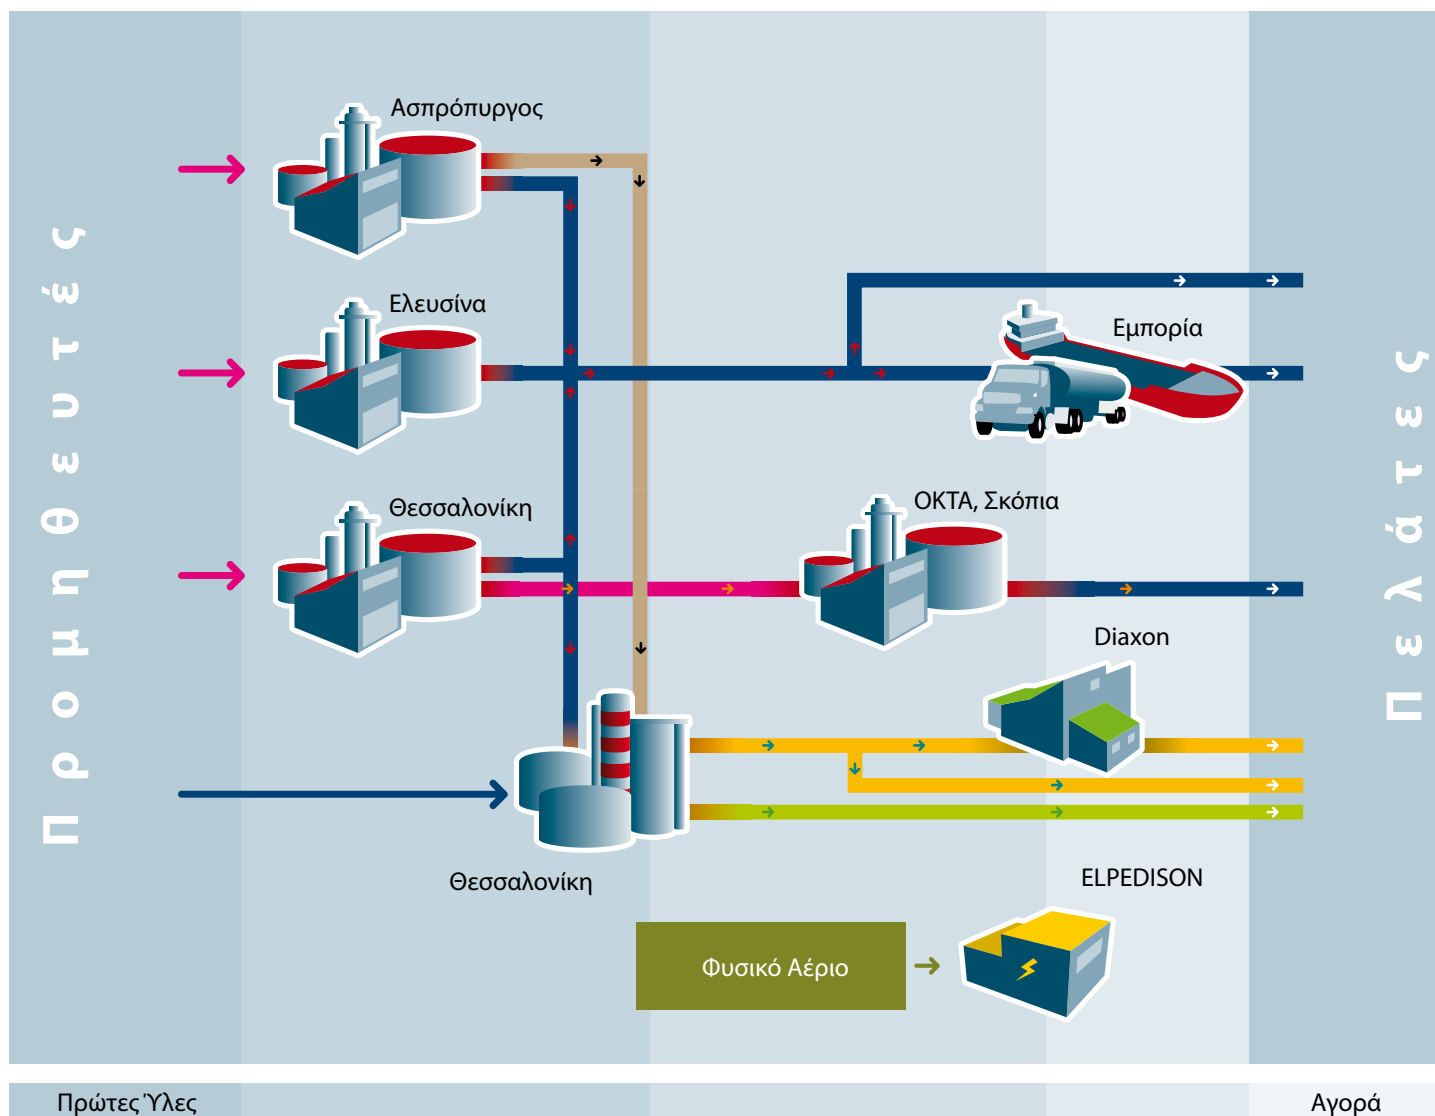 Προμηθευτές
Ασπρόπυργος
Ελευσίνα
Εμπορία
Θεσσαλονίκη
ΟΚΤΑ, Σκόπια
Diaxon
Θεσσαλονίκη
ELPEDISON
Φυσικό Αέριο
Πελάτες
Πρώτες Ύλες
Αγορά